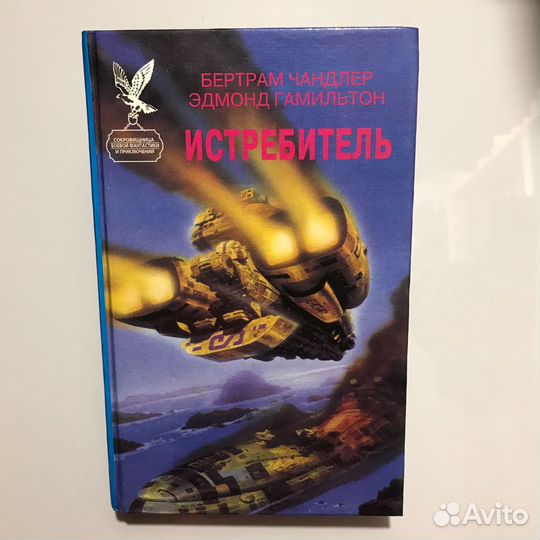 БЕРТРАМ ЧАНДЛЕР
ЭДМОНД ГАМИЛЬТОН
ИСТРЕБИТЕЛЬ
СОКРОВИЩНИЦА
БОЕВОЙ ФАНТАСТИКИ
И ПРИКЛЮЧЕНИЙ
Avito